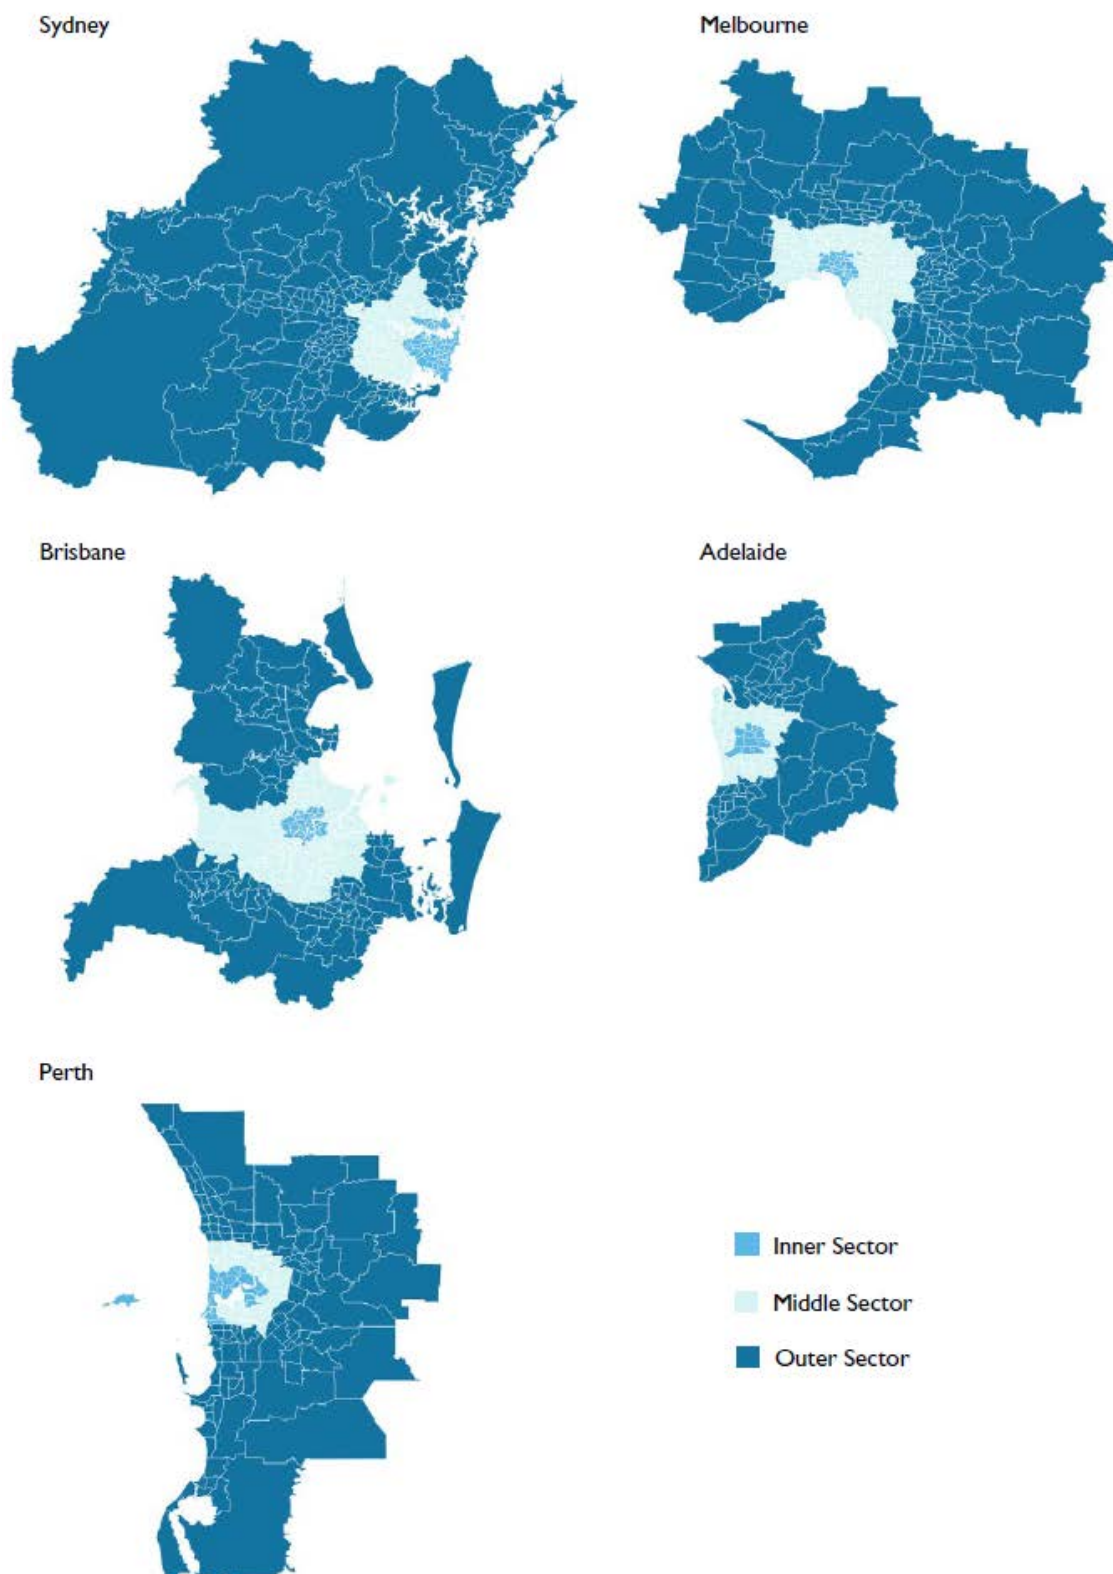 Sydney
Melbourne
Brisbane
Adelaide
Perth
Inner Sector
Middle Sector
Outer Sector